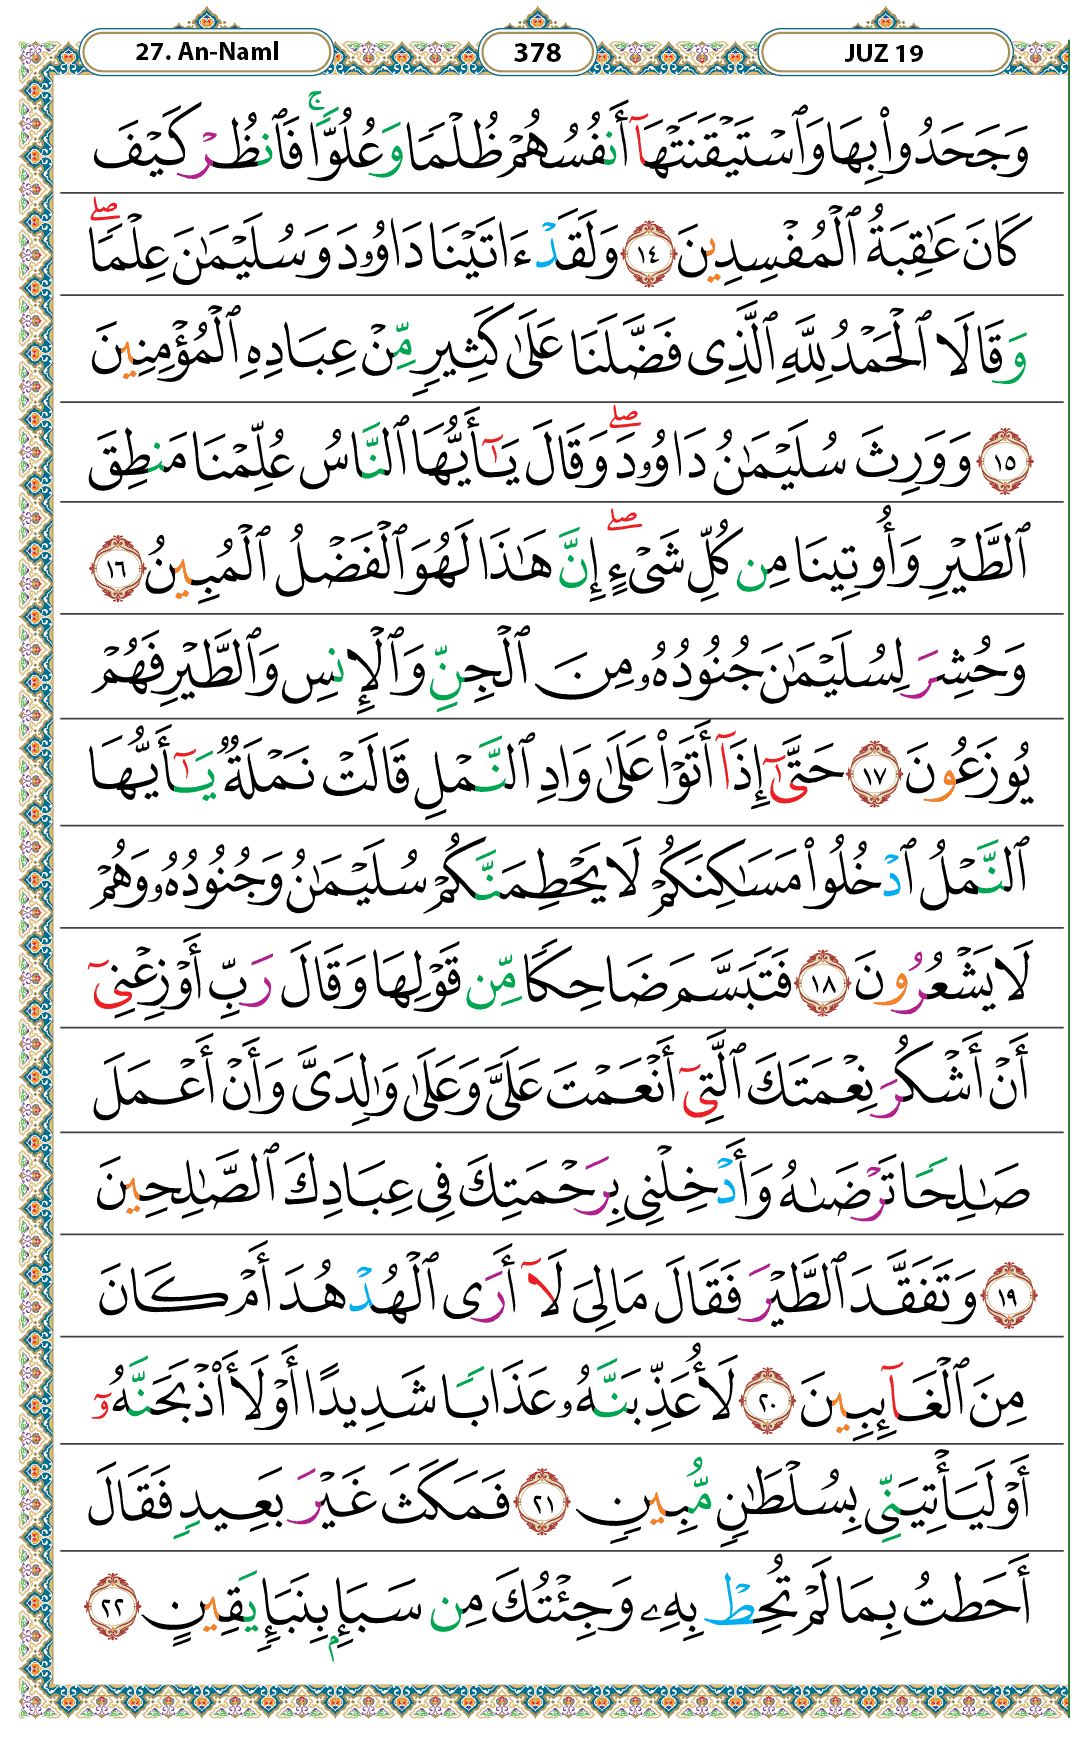 27. An-Naml 378 JUZ 19
وَجَحَدُوا۟ بِهَا وَٱسْتَيْقَنَتْهَآ أَنفُسُهُمْ ظُلْمًا وَعُلُوًّا ۚ فَٱنظُرْ كَيْفَ
كَانَ عَٰقِبَةُ ٱلْمُفْسِدِينَ ١٤ وَلَقَدْ ءَاتَيْنَا دَاوُۥدَ وَسُلَيْمَٰنَ عِلْمًا ۖ
وَقَالَا ٱلْحَمْدُ لِلَّهِ ٱلَّذِى فَضَّلَنَا عَلَىٰ كَثِيرٍ مِّنْ عِبَادِهِ ٱلْمُؤْمِنِينَ
١٥ وَوَرِثَ سُلَيْمَٰنُ دَاوُۥدَ ۖ وَقَالَ يَٰٓأَيُّهَا ٱلنَّاسُ عُلِّمْنَا مَنطِقَ
ٱلطَّيْرِ وَأُوتِينَا مِن كُلِّ شَىْءٍ ۖ إِنَّ هَٰذَا لَهُوَ ٱلْفَضْلُ ٱلْمُبِينُ ١٦
وَحُشِرَ لِسُلَيْمَٰنَ جُنُودُهُۥ مِنَ ٱلْجِنِّ وَٱلْإِنسِ وَٱلطَّيْرِ فَهُمْ
يُوزَعُونَ ١٧ حَتَّىٰٓ إِذَآ أَتَوْا۟ عَلَىٰ وَادِ ٱلنَّمْلِ قَالَتْ نَمْلَةٌ يَٰٓأَيُّهَا
ٱلنَّمْلُ ٱدْخُلُوا۟ مَسَٰكِنَكُمْ لَا يَحْطِمَنَّكُمْ سُلَيْمَٰنُ وَجُنُودُهُۥ وَهُمْ
لَا يَشْعُرُونَ ١٨ فَتَبَسَّمَ ضَاحِكًا مِّن قَوْلِهَا وَقَالَ رَبِّ أَوْزِعْنِىٓ
أَنْ أَشْكُرَ نِعْمَتَكَ ٱلَّتِىٓ أَنْعَمْتَ عَلَىَّ وَعَلَىٰ وَٰلِدَىَّ وَأَنْ أَعْمَلَ
صَٰلِحًا تَرْضَىٰهُ وَأَدْخِلْنِى بِرَحْمَتِكَ فِى عِبَادِكَ ٱلصَّٰلِحِينَ
١٩ وَتَفَقَّدَ ٱلطَّيْرَ فَقَالَ مَا لِىَ لَآ أَرَى ٱلْهُدْهُدَ أَمْ كَانَ
مِنَ ٱلْغَآئِبِينَ ٢٠ لَأُعَذِّبَنَّهُۥ عَذَابًا شَدِيدًا أَوْ لَأَا۟ذْبَحَنَّهُۥٓ
أَوْ لَيَأْتِيَنِّى بِسُلْطَٰنٍ مُّبِينٍ ٢١ فَمَكَثَ غَيْرَ بَعِيدٍ فَقَالَ
أَحَطتُ بِمَا لَمْ تُحِطْ بِهِۦ وَجِئْتُكَ مِن سَبَإٍۭ بِنَبَإٍ يَقِينٍ ٢٢